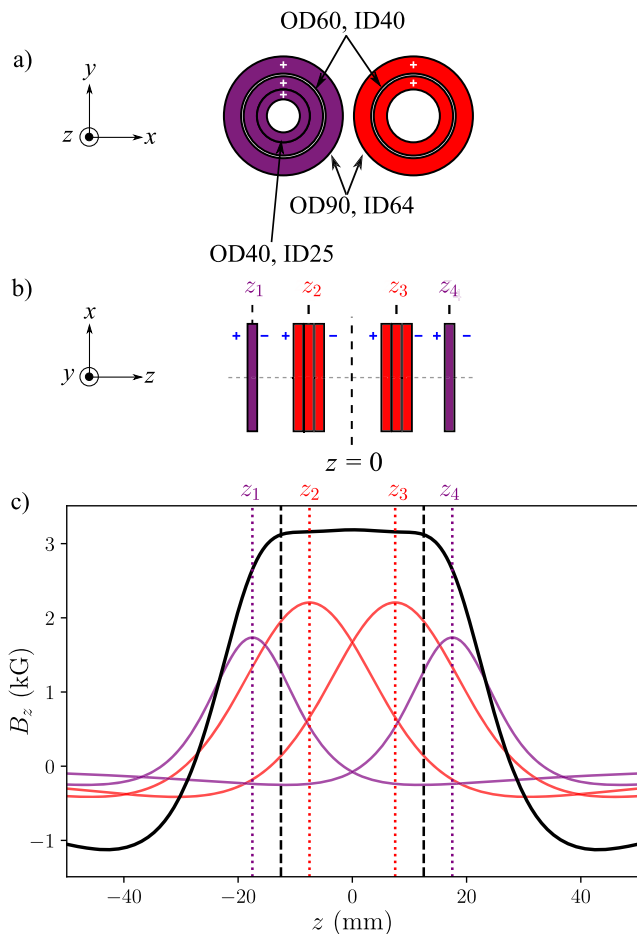 OD60, ID40
a)
+ +
+ +
+
y
z x
OD90, ID64
OD40, ID25
b) z1 z2 z3 z4
x
+ − + − + − + −
y z
z = 0
c) z1 z2 z3 z4
3
2
1
0
−1
Bz (kG)
−40 −20 0 20 40
z (mm)